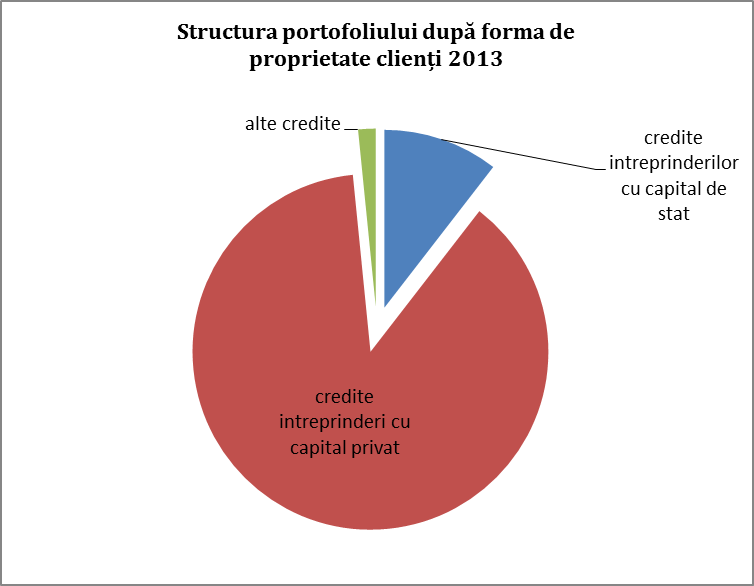 Structura portofoliului după forma de
proprietate clienți 2013
alte credite
credite
intreprinderilor
cu capital de
stat
credite
intreprinderi cu
capital privat